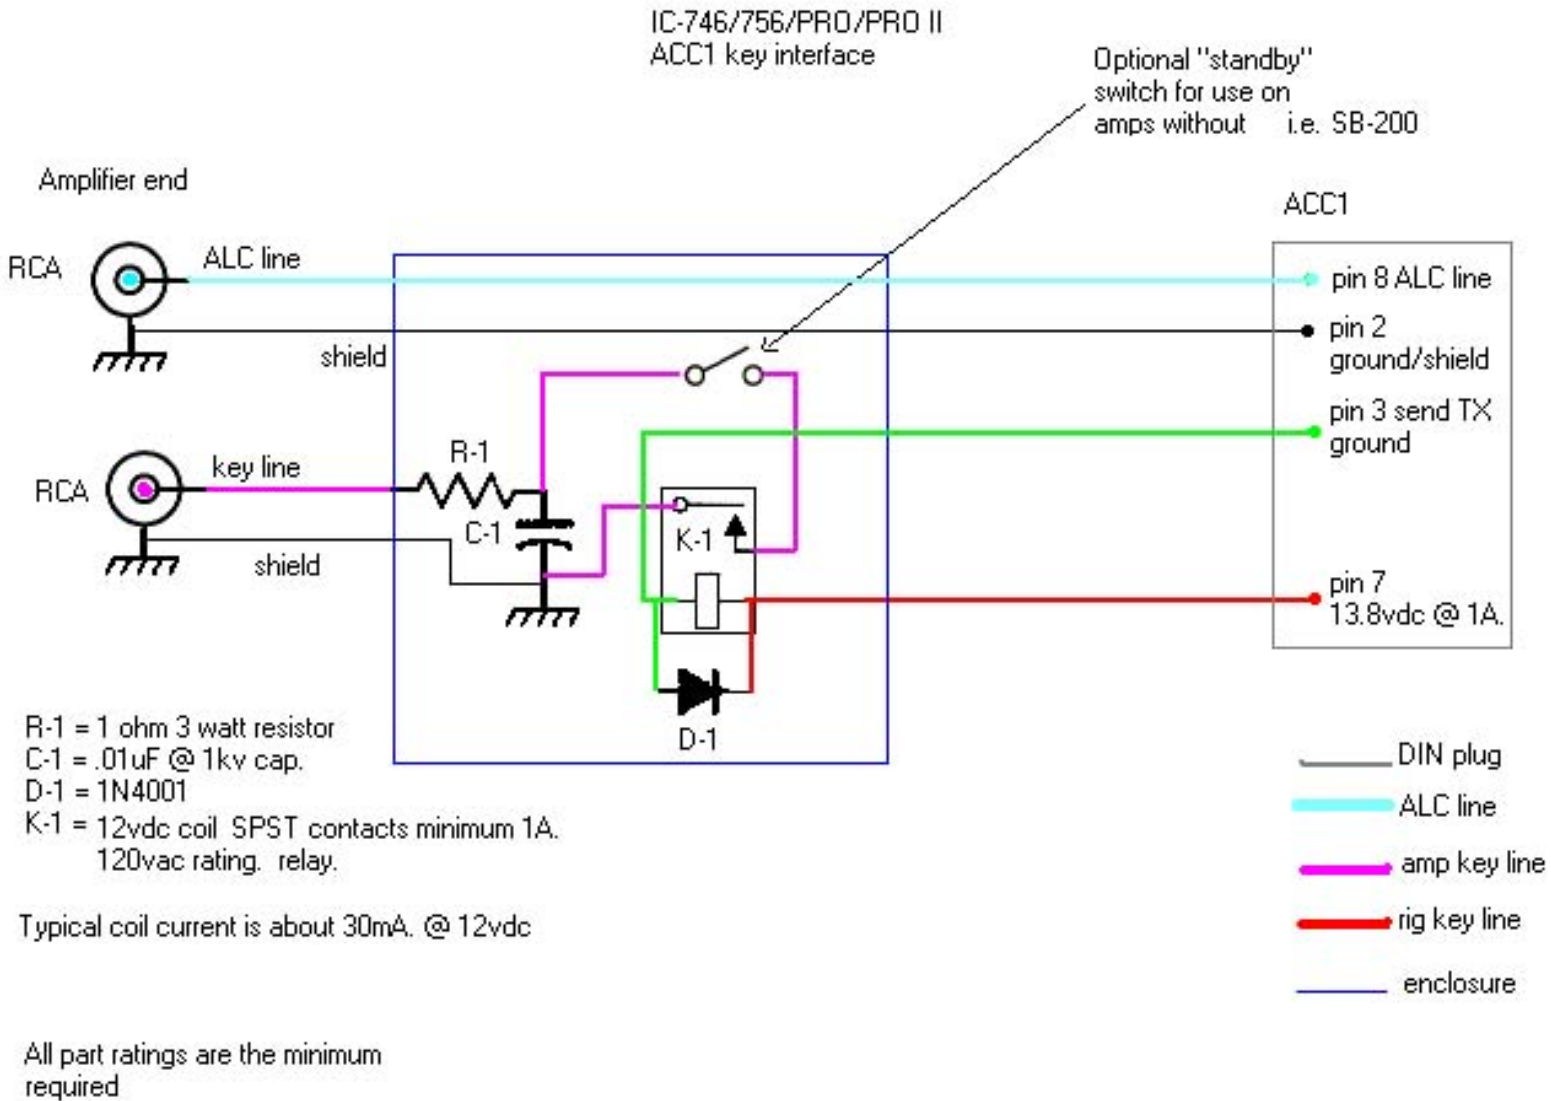 IC-746/756/PRO/PRO II
ACC1 key interface
Optional "standby"
switch for use on
amps without i.e. SB-200
Amplifier end
ACC1
RCA
ALC line
pin 8 ALC line
shield
pin 2
ground/shield
pin 3 send TX
ground
RCA
key line
R-1
C-1
K-1
shield
pin 7
13.8vdc @ 1A.
D-1
R-1 = 1 ohm 3 watt resistor
C-1 = .01uF @ 1kv cap.
D-1 = 1N4001
K-1 = 12vdc coil SPST contacts minimum 1A.
120vac rating. relay.
Typical coil current is about 30mA. @ 12vdc
All part ratings are the minimum
required
DIN plug
ALC line
amp key line
rig key line
enclosure